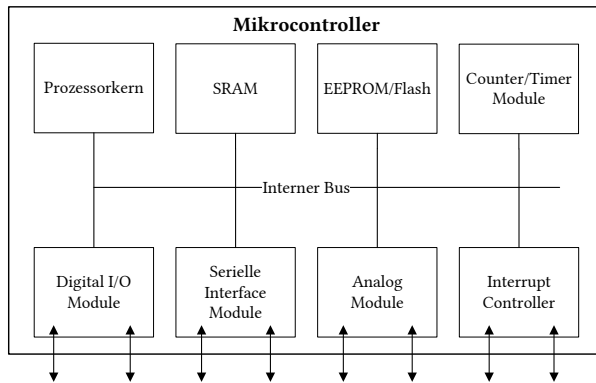 Mikrocontroller
Prozessorkern
SRAM
EEPROM/Flash
Counter/Timer
Module
Interner Bus
Digital I/O
Module
Serielle
Interface
Module
Analog
Module
Interrupt
Controller